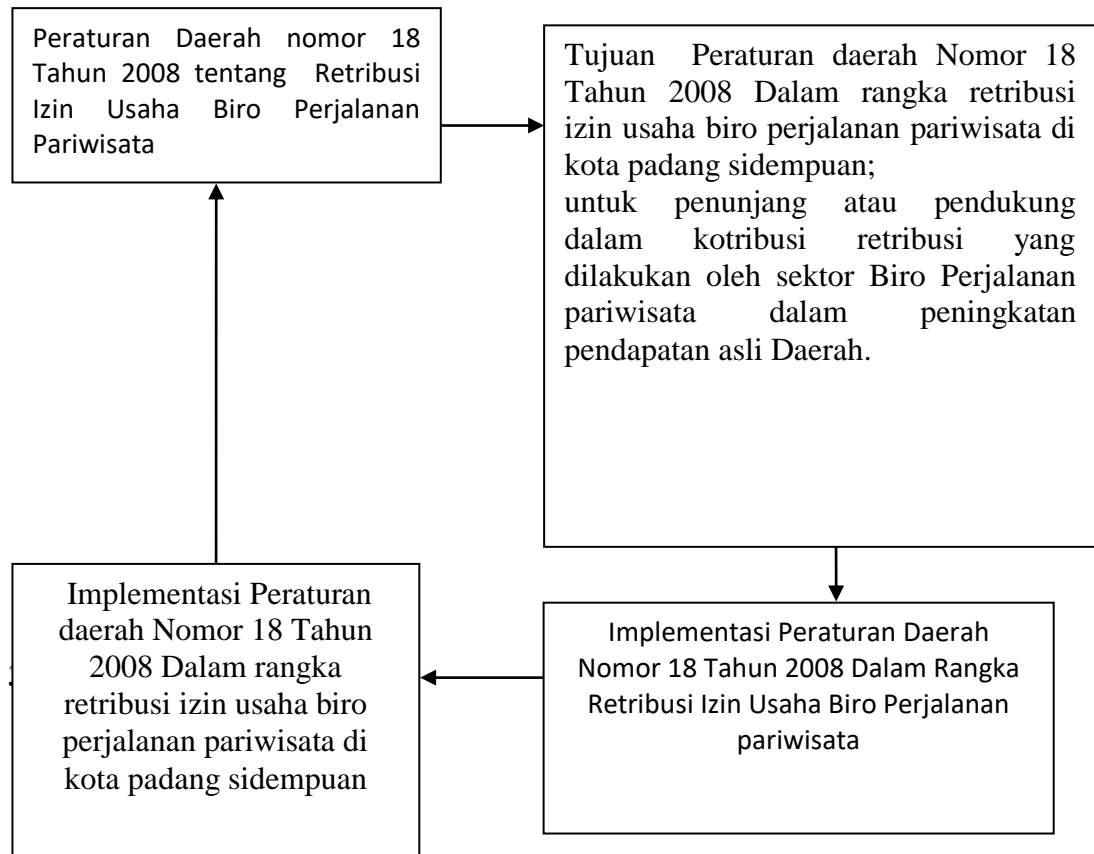 Peraturan Daerah nomor 18
Tahun 2008 tentang Retribusi
Izin Usaha Biro Perjalanan
Pariwisata
Tujuan Peraturan daerah Nomor 18
Tahun 2008 Dalam rangka retribusi
izin usaha biro perjalanan pariwisata di
kota padang sidempuan;
untuk penunjang atau pendukung
dalam kotribusi retribusi yang
dilakukan oleh sektor Biro Perjalanan
pariwisata dalam peningkatan
pendapatan asli Daerah.
Implementasi Peraturan Daerah
Nomor 18 Tahun 2008 Dalam Rangka
Retribusi Izin Usaha Biro Perjalanan
pariwisata
Implementasi Peraturan
daerah Nomor 18 Tahun
2008 Dalam rangka
retribusi izin usaha biro
perjalanan pariwisata di
kota padang sidempuan